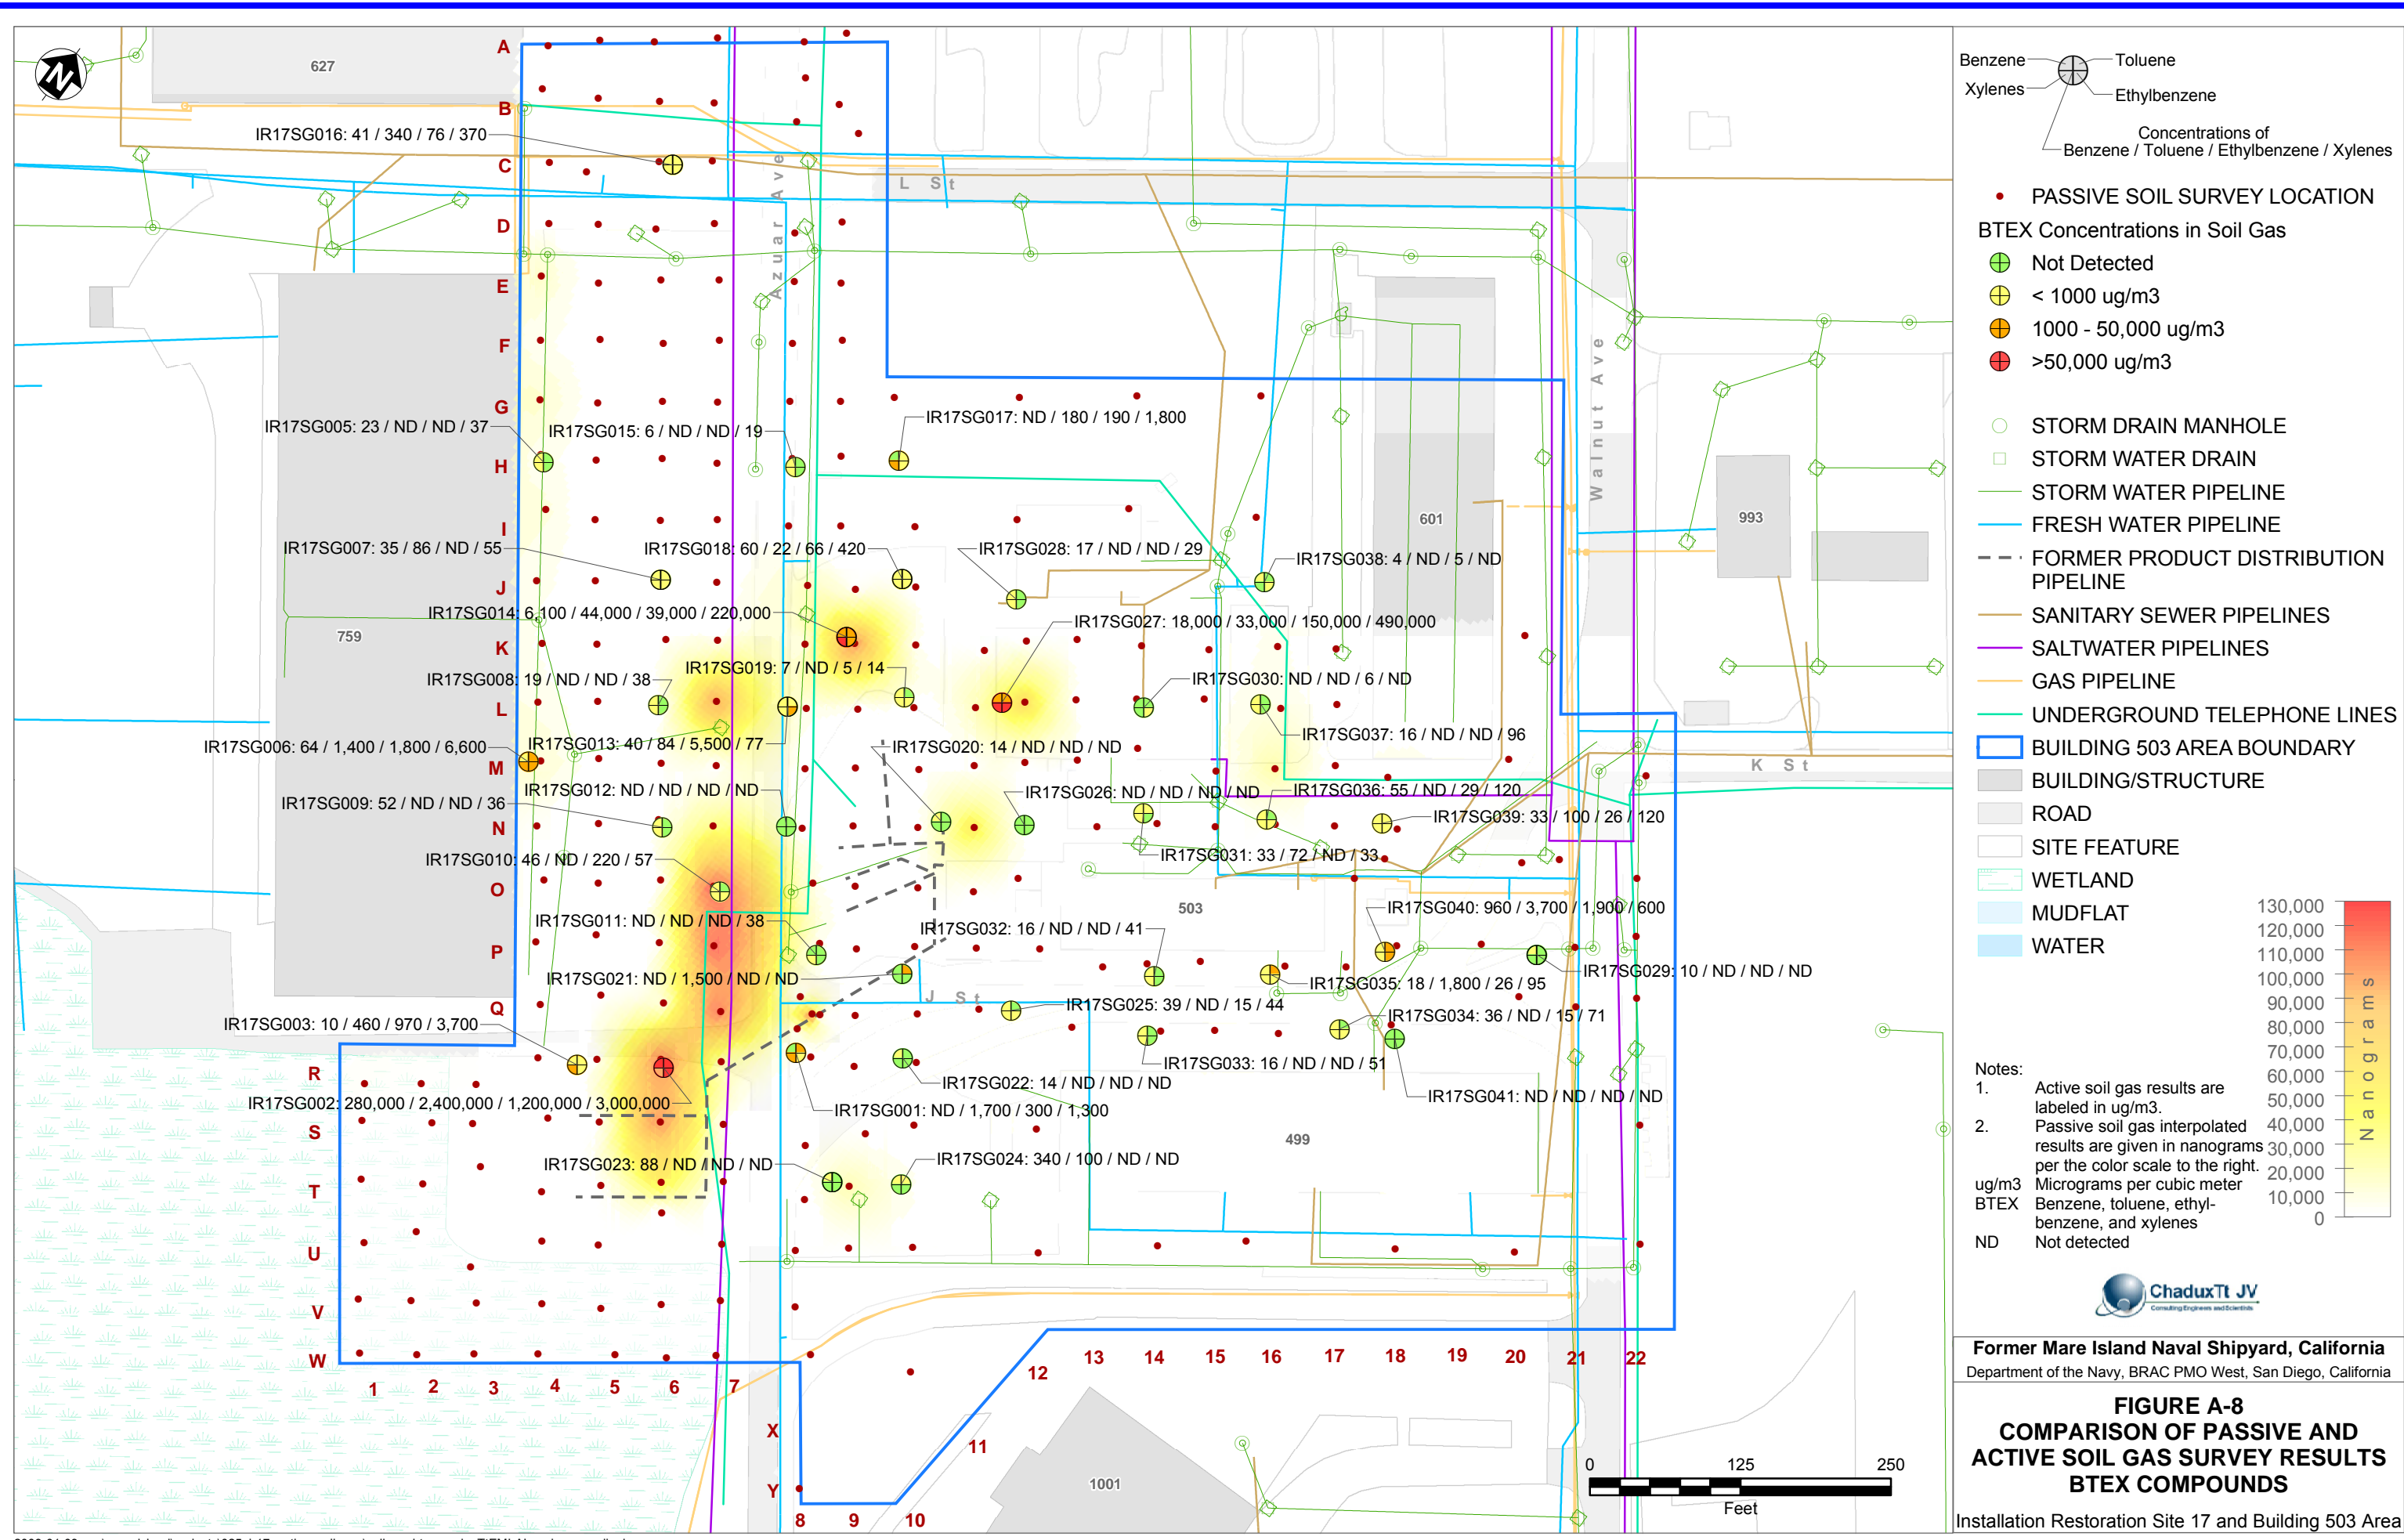 A
B
C
D
E
F
G
H
I
J
K
L
M
N
O
P
Q
R
S
T
U
V
W
X
Y
1
2
3
4
5
6
7
8
9
10
11
12
13
14
15
16
17
18
19
20
21
22
N
627
759
601
993
503
499
1001
Azuar Ave
L St
Walnut Ave
K St
J St
IR17SG016: 41 / 340 / 76 / 370
IR17SG005: 23 / ND / ND / 37
IR17SG015: 6 / ND / ND / 19
IR17SG017: ND / 180 / 190 / 1,800
IR17SG007: 35 / 86 / ND / 55
IR17SG018: 60 / 22 / 66 / 420
IR17SG028: 17 / ND / ND / 29
IR17SG038: 4 / ND / 5 / ND
IR17SG014: 6,100 / 44,000 / 39,000 / 220,000
IR17SG027: 18,000 / 33,000 / 150,000 / 490,000
IR17SG019: 7 / ND / 5 / 14
IR17SG008: 19 / ND / ND / 38
IR17SG030: ND / ND / 6 / ND
IR17SG037: 16 / ND / ND / 96
IR17SG006: 64 / 1,400 / 1,800 / 6,600
IR17SG013: 40 / 84 / 5,500 / 77
IR17SG020: 14 / ND / ND / ND
IR17SG012: ND / ND / ND / ND
IR17SG026: ND / ND / ND / ND
IR17SG036: 55 / ND / 29 / 120
IR17SG009: 52 / ND / ND / 36
IR17SG039: 33 / 100 / 26 / 120
IR17SG010: 46 / ND / 220 / 57
IR17SG031: 33 / 72 / ND / 33
IR17SG011: ND / ND / ND / 38
IR17SG032: 16 / ND / ND / 41
IR17SG040: 960 / 3,700 / 1,900 / 600
IR17SG021: ND / 1,500 / ND / ND
IR17SG029: 10 / ND / ND / ND
IR17SG035: 18 / 1,800 / 26 / 95
IR17SG003: 10 / 460 / 970 / 3,700
IR17SG025: 39 / ND / 15 / 44
IR17SG034: 36 / ND / 15 / 71
IR17SG033: 16 / ND / ND / 51
IR17SG022: 14 / ND / ND / ND
IR17SG002: 280,000 / 2,400,000 / 1,200,000 / 3,000,000
IR17SG001: ND / 1,700 / 300 / 1,300
IR17SG041: ND / ND / ND / ND
IR17SG023: 88 / ND / ND / ND
IR17SG024: 340 / 100 / ND / ND
0 125 250
Feet
Benzene
Toluene
Xylenes
Ethylbenzene
Concentrations of
Benzene / Toluene / Ethylbenzene / Xylenes
PASSIVE SOIL SURVEY LOCATION
BTEX Concentrations in Soil Gas
Not Detected
< 1000 ug/m3
1000 - 50,000 ug/m3
>50,000 ug/m3
STORM DRAIN MANHOLE
STORM WATER DRAIN
STORM WATER PIPELINE
FRESH WATER PIPELINE
FORMER PRODUCT DISTRIBUTION
PIPELINE
SANITARY SEWER PIPELINES
SALTWATER PIPELINES
GAS PIPELINE
UNDERGROUND TELEPHONE LINES
BUILDING 503 AREA BOUNDARY
BUILDING/STRUCTURE
ROAD
SITE FEATURE
WETLAND
MUDFLAT
WATER
130,000
120,000
110,000
100,000
90,000
80,000
70,000
60,000
50,000
40,000
30,000
20,000
10,000
0
Nanograms
Notes:
1. Active soil gas results are
labeled in ug/m3.
2. Passive soil gas interpolated
results are given in nanograms
per the color scale to the right.
ug/m3 Micrograms per cubic meter
BTEX Benzene, toluene, ethyl-
benzene, and xylenes
ND Not detected
ChaduxTt JV
Consulting Engineers and Scientists
Former Mare Island Naval Shipyard, California
Department of the Navy, BRAC PMO West, San Diego, California
FIGURE A-8
COMPARISON OF PASSIVE AND
ACTIVE SOIL GAS SURVEY RESULTS
BTEX COMPOUNDS
Installation Restoration Site 17 and Building 503 Area